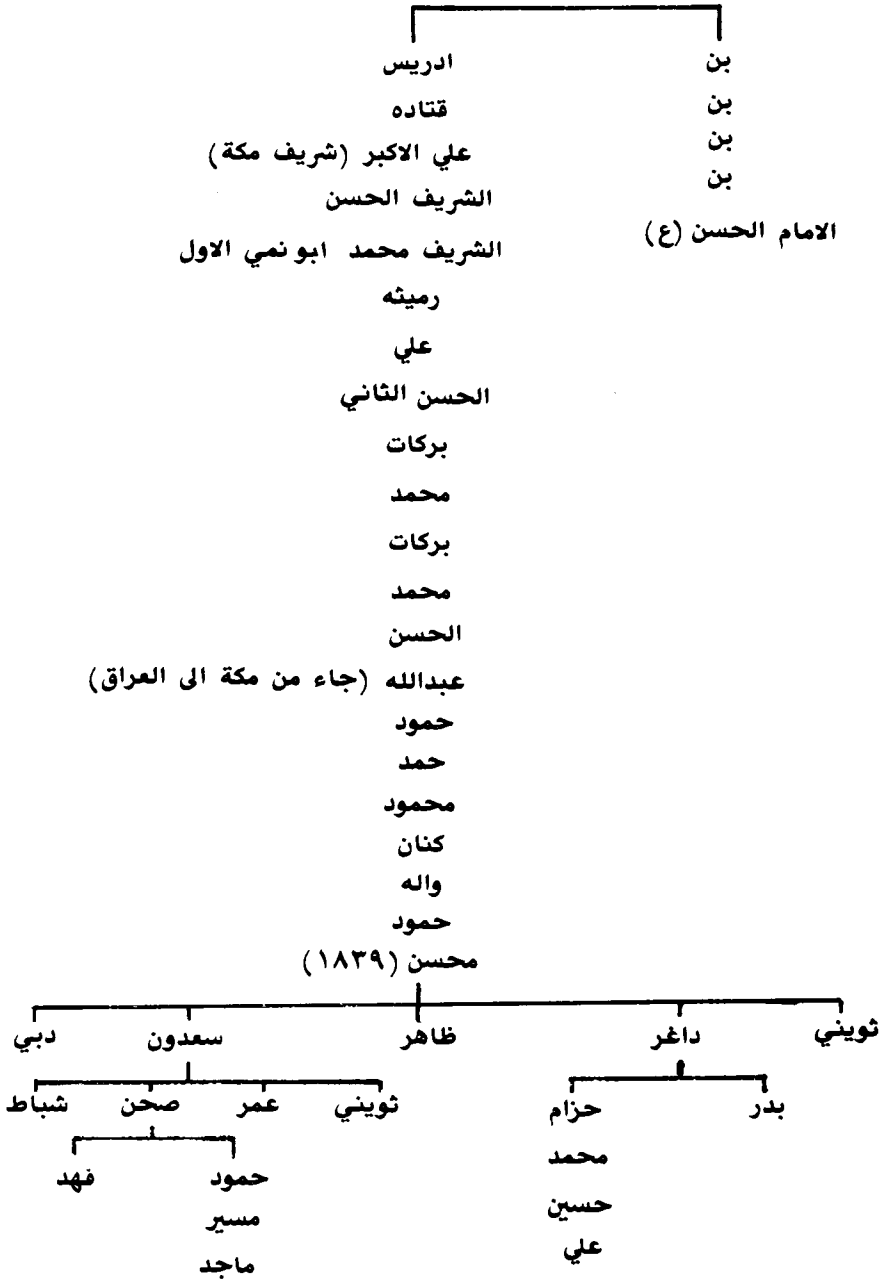 بن ادريس
بن قتاده
بن علي الاكبر (شريف مكة)
بن الشريف الحسن
الامام الحسن (ع) الشريف محمد ابو نمي الاول
رميثه
علي
الحسن الثاني
بركات
محمد
بركات
محمد
الحسن
عبدالله (جاء من مكة الى العراق)
حمود
حمد
محمود
كنان
واله
حمود
محسن (١٨٣٩)
ثويني داغر ظاهر سعدون دبي
بدر حزام ثويني عمر صحن شباط
محمد حمود فهد
حسين مسير
علي ماجد